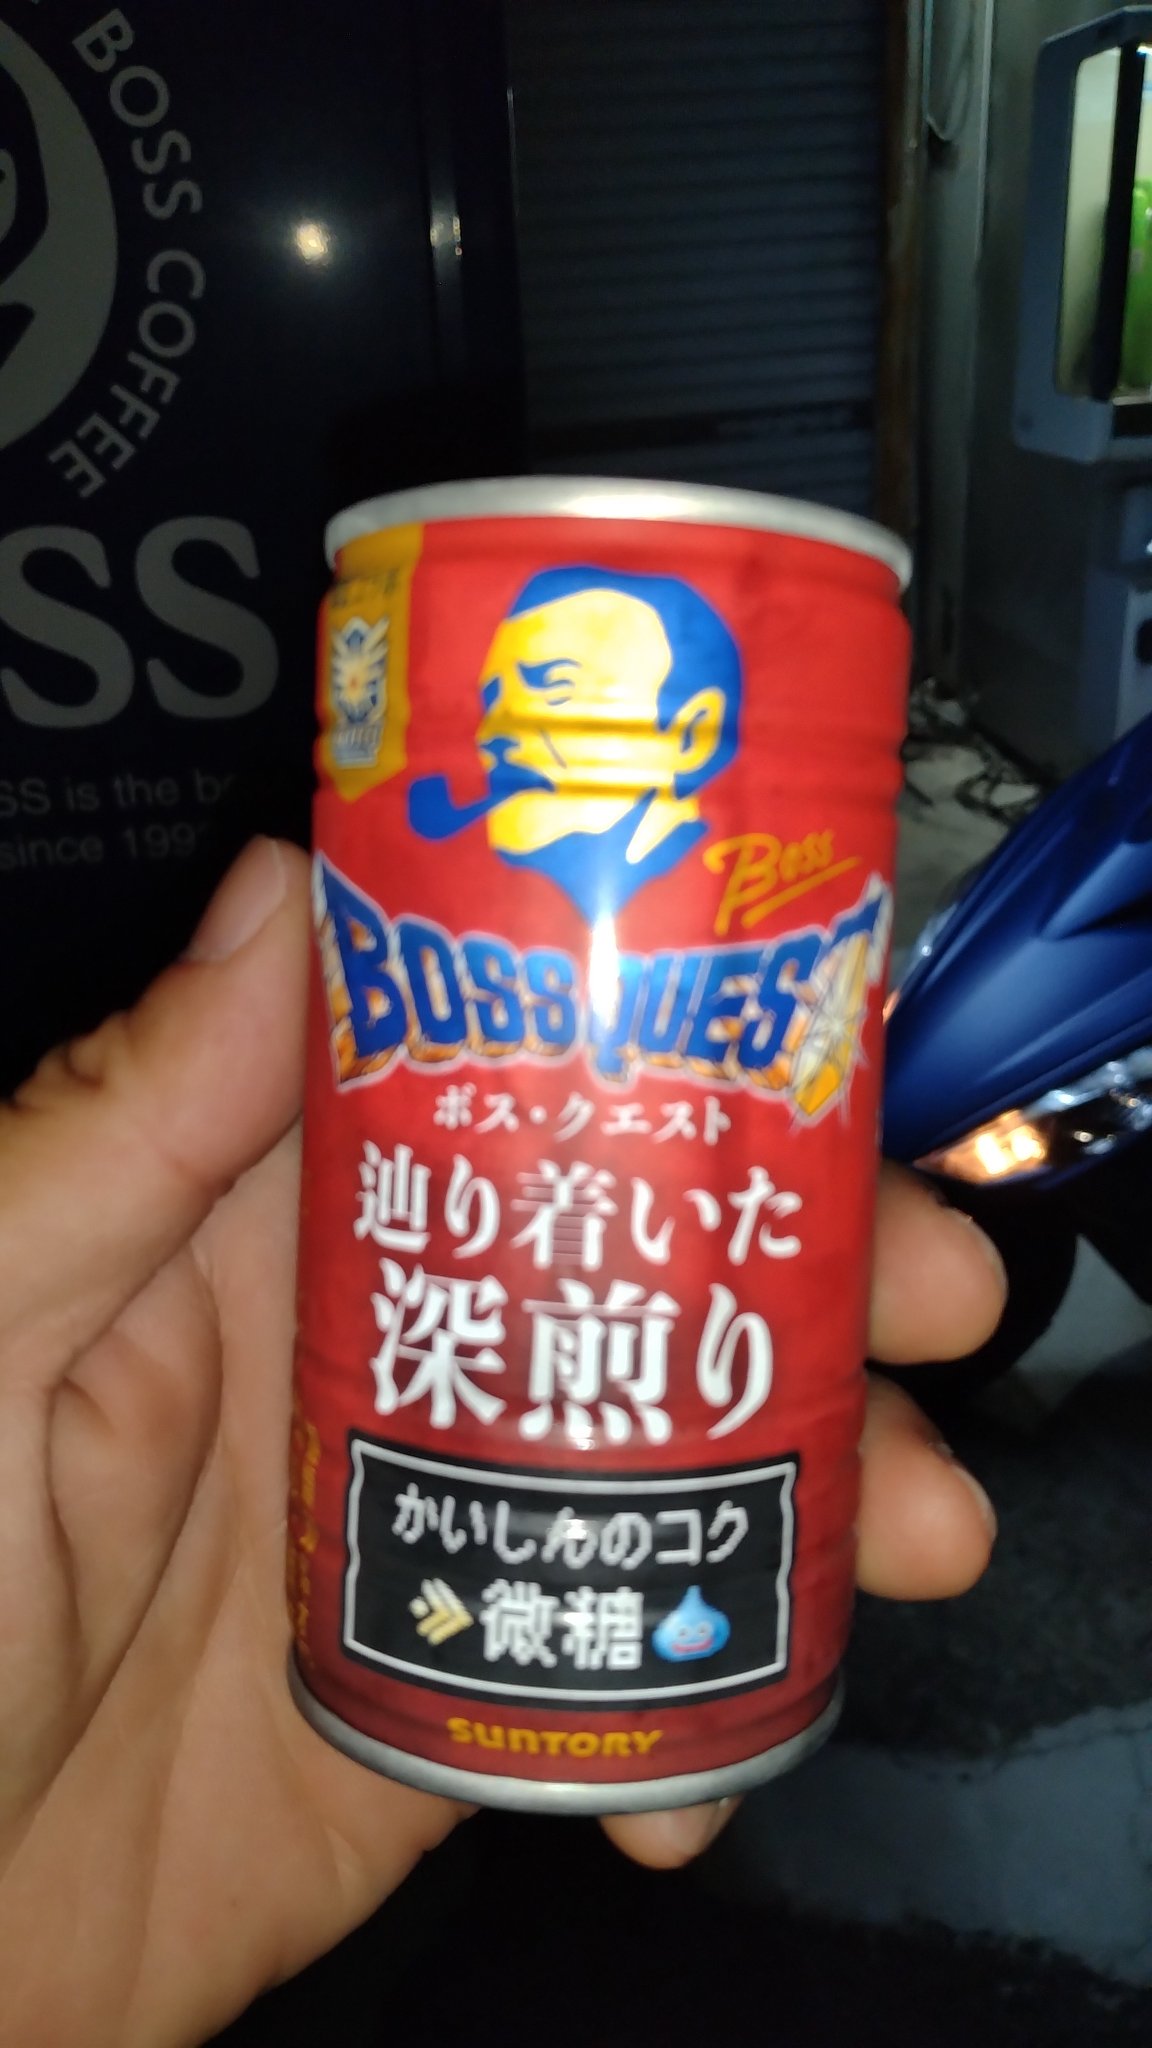 BOSS COFFEE
SS
SS is the
since 199
Boss
BOSS QUEST
ボス・クエスト
辿り着いた
深煎り
かいしんのコク
微糖
SUNTORY